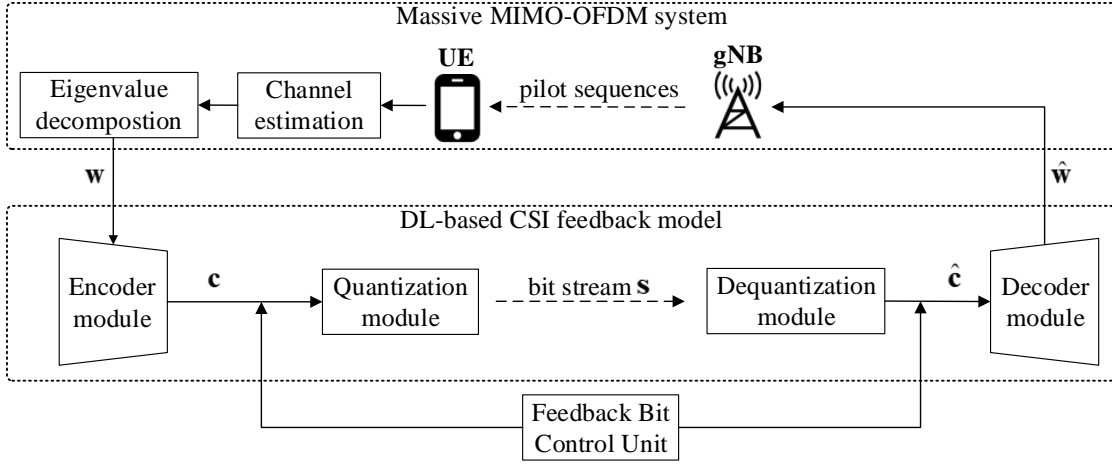 Massive MIMO-OFDM system
UE
gNB
Eigenvalue
decompostion
Channel
estimation
pilot sequences
w
ŵ
DL-based CSI feedback model
Encoder
module
c
Quantization
module
bit stream s
Dequantization
module
ĉ
Decoder
module
Feedback Bit
Control Unit